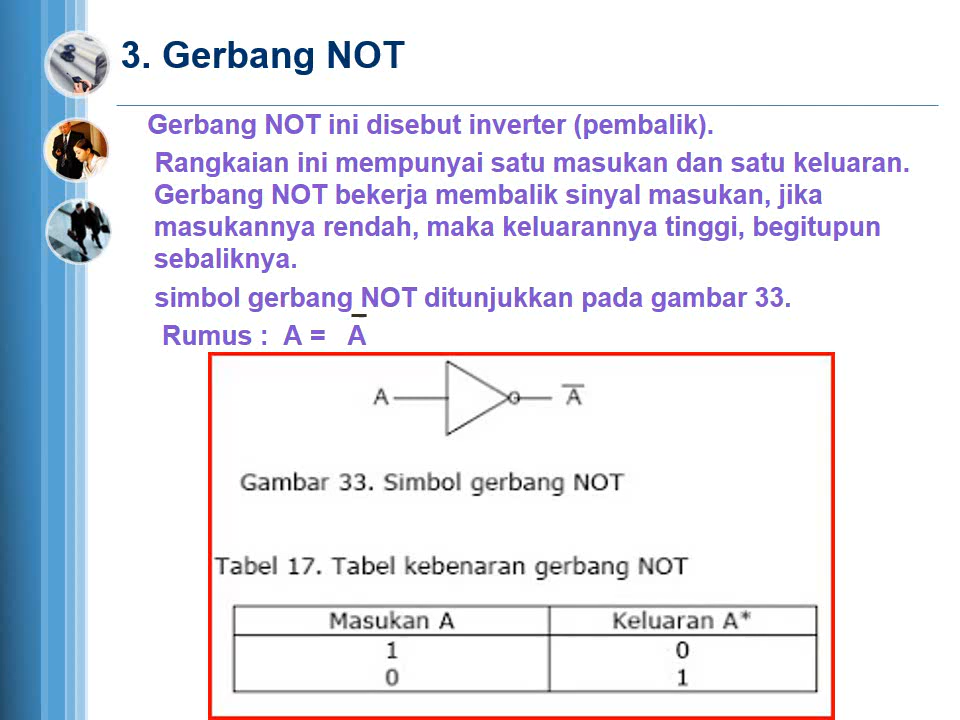 3. Gerbang NOT
Gerbang NOT ini disebut inverter (pembalik).
Rangkaian ini mempunyai satu masukan dan satu keluaran.
Gerbang NOT bekerja membalik sinyal masukan, jika
masukannya rendah, maka keluarannya tinggi, begitupun
sebaliknya.
simbol gerbang NOT ditunjukkan pada gambar 33.
Rumus : A = A̅
A A̅
Gambar 33. Simbol gerbang NOT
Tabel 17. Tabel kebenaran gerbang NOT
Masukan A Keluaran A*
1 0
0 1